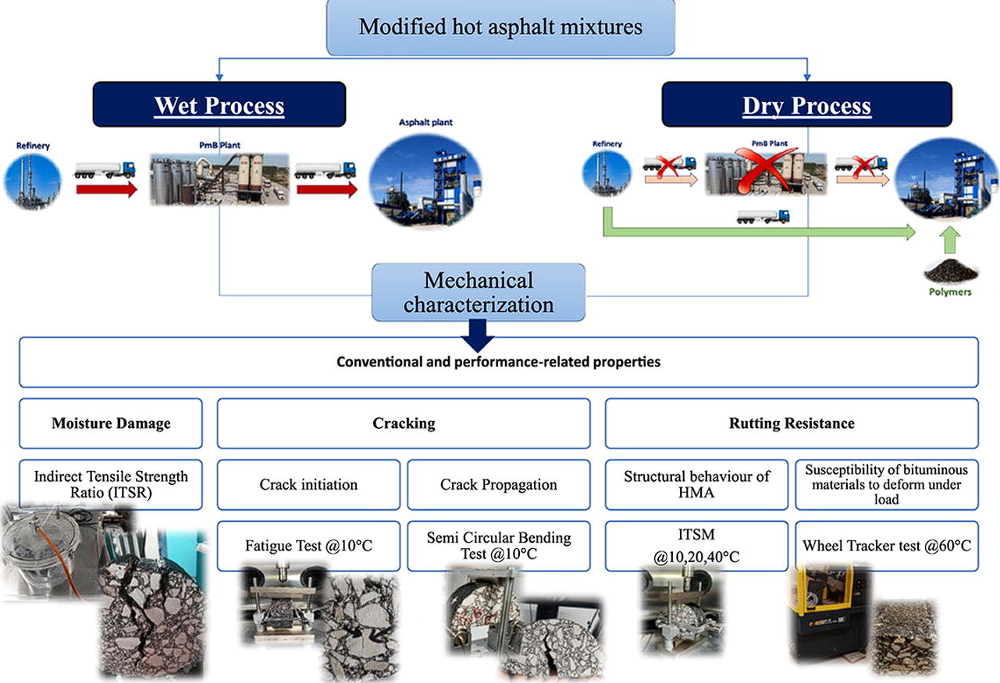 Modified hot asphalt mixtures
Wet Process
Dry Process
Refinery
PmB Plant
Asphalt plant
Refinery
PmB Plant
Polymers
Mechanical
characterization
Conventional and performance-related properties
Moisture Damage
Cracking
Rutting Resistance
Indirect Tensile Strength
Ratio (ITSR)
Crack initiation
Crack Propagation
Structural behaviour of
HMA
Susceptibility of bituminous
materials to deform under
load
Fatigue Test @10°C
Semi Circular Bending
Test @10°C
ITSM
@10,20,40°C
Wheel Tracker test @60°C